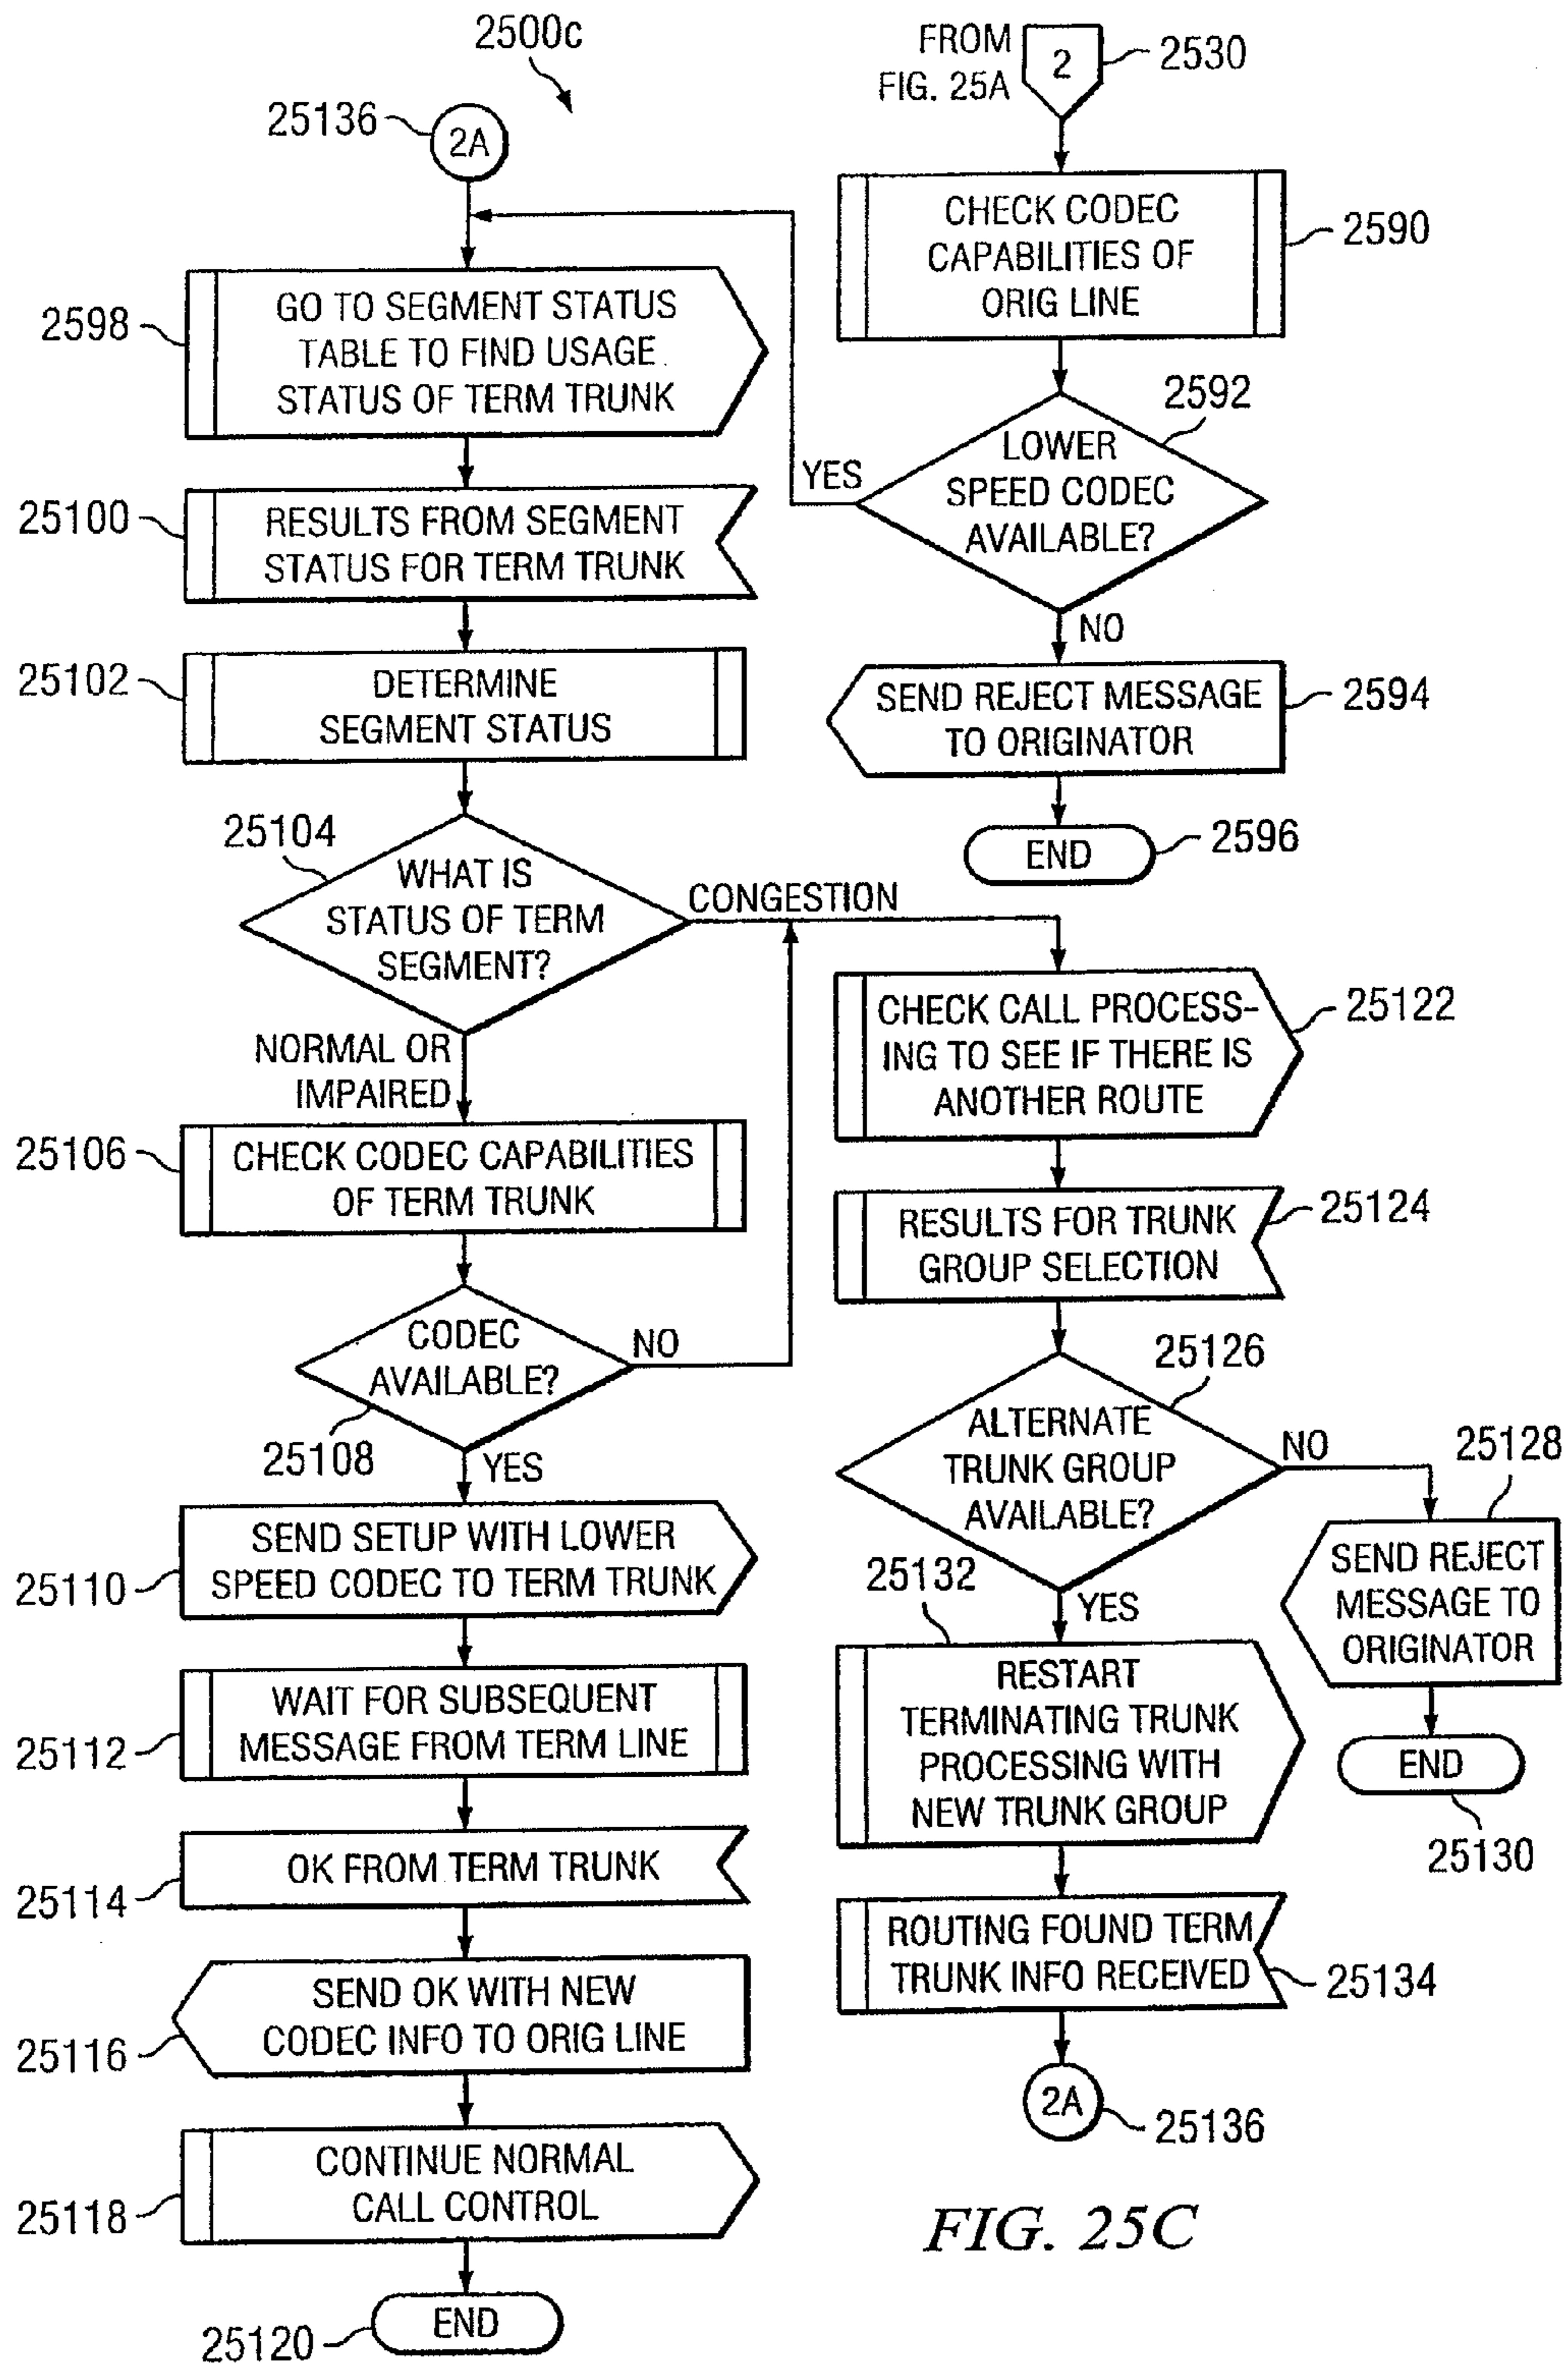 2500c
25136
2A
2598
GO TO SEGMENT STATUS
TABLE TO FIND USAGE
STATUS OF TERM TRUNK
25100
RESULTS FROM SEGMENT
STATUS FOR TERM TRUNK
25102
DETERMINE
SEGMENT STATUS
25104
WHAT IS
STATUS OF TERM
SEGMENT?
CONGESTION
NORMAL OR
IMPAIRED
25106
CHECK CODEC CAPABILITIES
OF TERM TRUNK
CODEC
AVAILABLE?
NO
25108
YES
25110
SEND SETUP WITH LOWER
SPEED CODEC TO TERM TRUNK
25112
WAIT FOR SUBSEQUENT
MESSAGE FROM TERM LINE
25114
OK FROM TERM TRUNK
25116
SEND OK WITH NEW
CODEC INFO TO ORIG LINE
25118
CONTINUE NORMAL
CALL CONTROL
25120
END
FROM
FIG. 25A
2
2530
CHECK CODEC
CAPABILITIES OF
ORIG LINE
2590
2592
LOWER
SPEED CODEC
AVAILABLE?
YES
NO
SEND REJECT MESSAGE
TO ORIGINATOR
2594
END
2596
CHECK CALL PROCESS-
ING TO SEE IF THERE IS
ANOTHER ROUTE
25122
RESULTS FOR TRUNK
GROUP SELECTION
25124
25126
ALTERNATE
TRUNK GROUP
AVAILABLE?
NO
25128
SEND REJECT
MESSAGE TO
ORIGINATOR
END
25130
YES
25132
RESTART
TERMINATING TRUNK
PROCESSING WITH
NEW TRUNK GROUP
ROUTING FOUND TERM
TRUNK INFO RECEIVED
25134
2A
25136
FIG. 25C